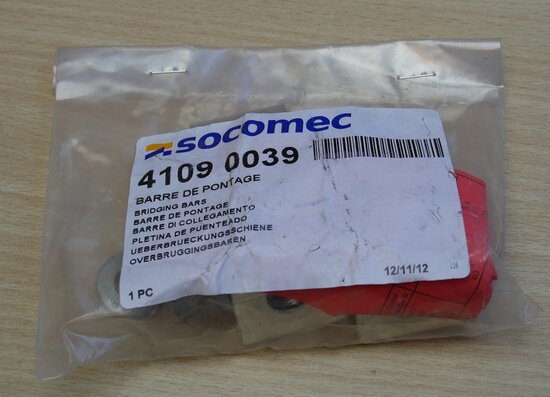 socomec
4109 0039
BARRE DE PONTAGE
BRIDGING BARS
BARRE DE PONTAGE
BARRE DI COLLEGAMENTO
PLETINA DE PUENTEADO
UEBERBRUECKUNGSSCHIENE
OVERBRUGGINGSBAREN
1 PC
12/11/12